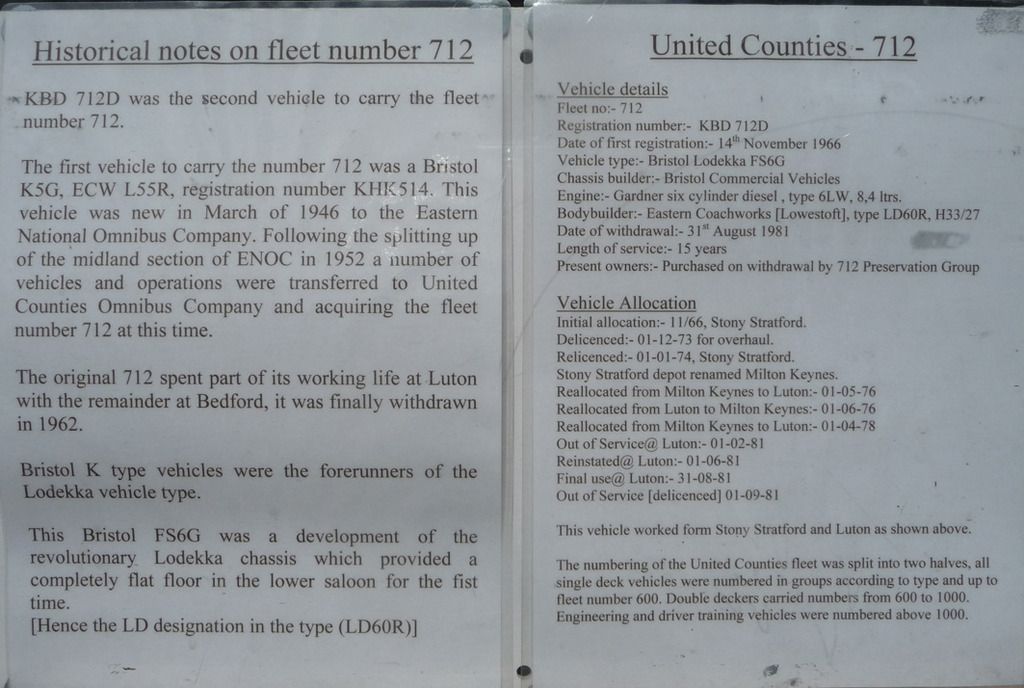 Historical notes on fleet number 712
KBD 712D was the second vehicle to carry the fleet
number 712.
The first vehicle to carry the number 712 was a Bristol
K5G, ECW L55R, registration number KHK514. This
vehicle was new in March of 1946 to the Eastern
National Omnibus Company. Following the splitting up
of the midland section of ENOC in 1952 a number of
vehicles and operations were transferred to United
Counties Omnibus Company and acquiring the fleet
number 712 at this time.
The original 712 spent part of its working life at Luton
with the remainder at Bedford, it was finally withdrawn
in 1962.
Bristol K type vehicles were the forerunners of the
Lodekka vehicle type.
This Bristol FS6G was a development of the
revolutionary Lodekka chassis which provided a
completely flat floor in the lower saloon for the fist
time.
[Hence the LD designation in the type (LD60R)]
United Counties - 712
Vehicle details
Fleet no:- 712
Registration number:- KBD 712D
Date of first registration:- 14th November 1966
Vehicle type:- Bristol Lodekka FS6G
Chassis builder:- Bristol Commercial Vehicles
Engine:- Gardner six cylinder diesel , type 6LW, 8,4 ltrs.
Bodybuilder:- Eastern Coachworks [Lowestoft], type LD60R, H33/27
Date of withdrawal:- 31st August 1981
Length of service:- 15 years
Present owners:- Purchased on withdrawal by 712 Preservation Group
Vehicle Allocation
Initial allocation:- 11/66, Stony Stratford.
Delicenced:- 01-12-73 for overhaul.
Relicenced:- 01-01-74, Stony Stratford.
Stony Stratford depot renamed Milton Keynes.
Reallocated from Milton Keynes to Luton:- 01-05-76
Reallocated from Luton to Milton Keynes:- 01-06-76
Reallocated from Milton Keynes to Luton:- 01-04-78
Out of Service@ Luton:- 01-02-81
Reinstated@ Luton:- 01-06-81
Final use@ Luton:- 31-08-81
Out of Service [delicenced] 01-09-81
This vehicle worked form Stony Stratford and Luton as shown above.
The numbering of the United Counties fleet was split into two halves, all
single deck vehicles were numbered in groups according to type and up to
fleet number 600. Double deckers carried numbers from 600 to 1000.
Engineering and driver training vehicles were numbered above 1000.